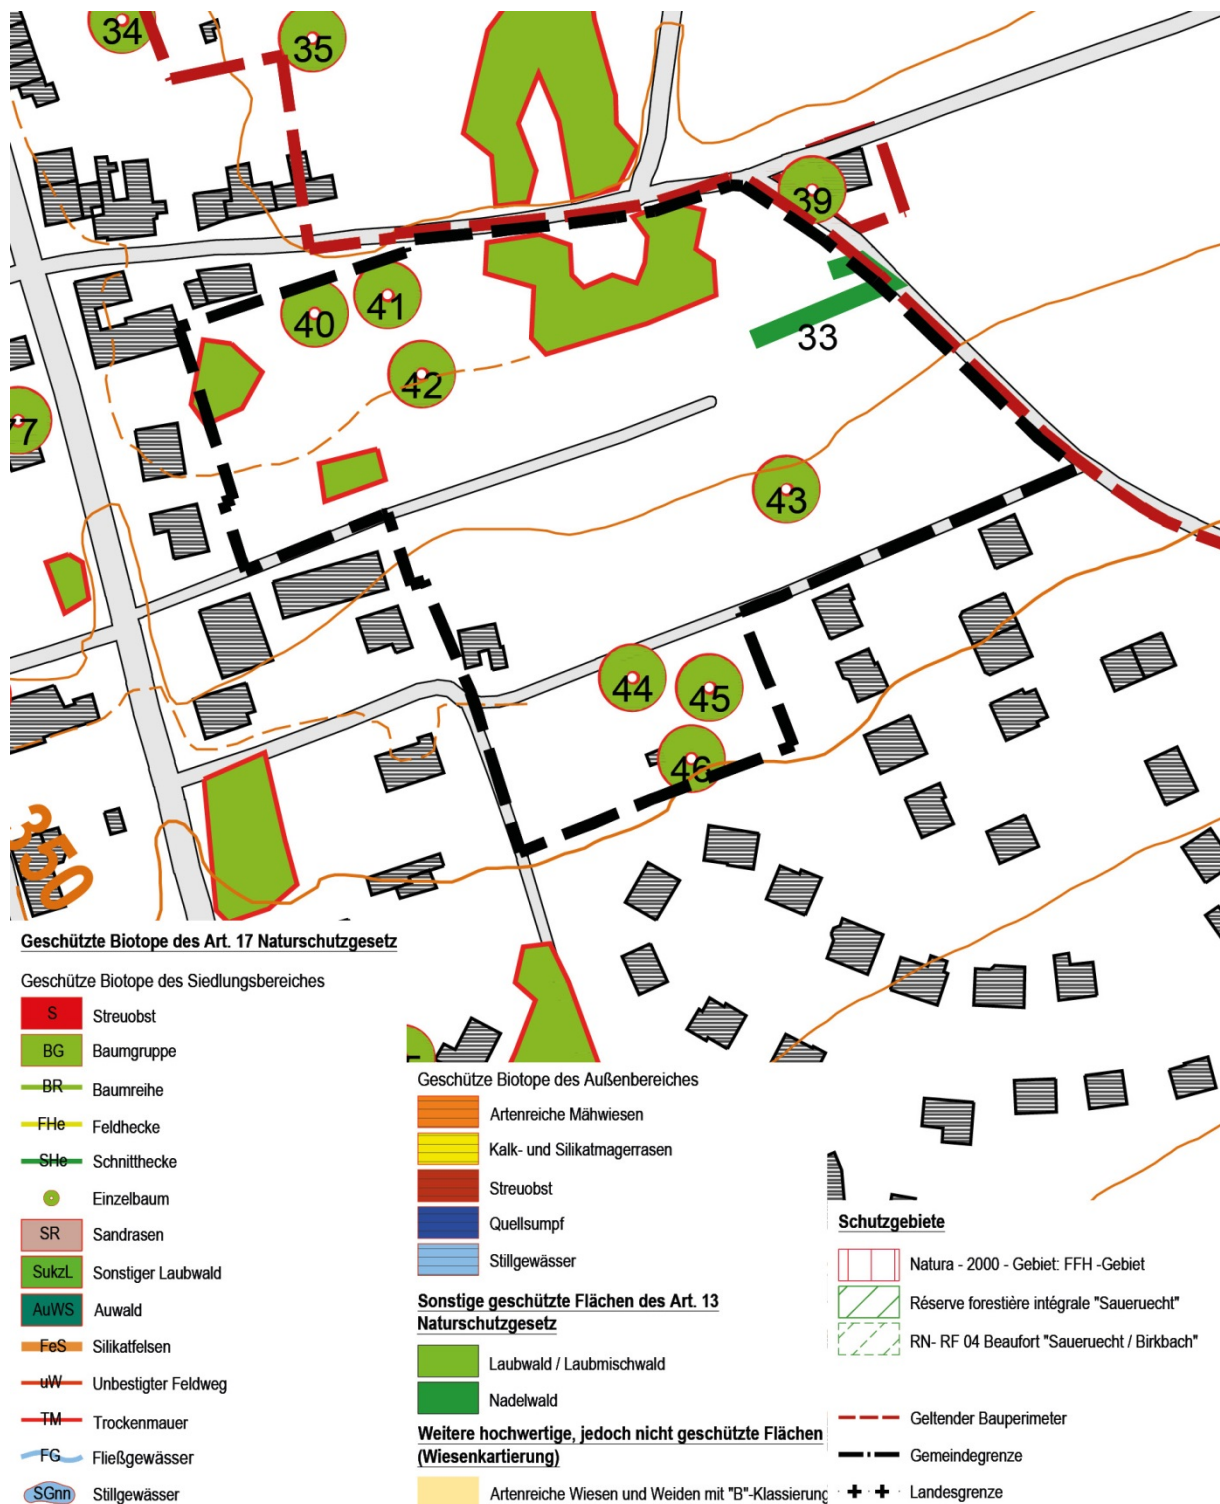 34
35
39
40
41
33
42
77
43
44
45
46
350
Geschützte Biotope des Art. 17 Naturschutzgesetz
Geschütze Biotope des Siedlungsbereiches
S Streuobst
BG Baumgruppe
BR Baumreihe
FHe Feldhecke
SHe Schnitthecke
Einzelbaum
SR Sandrasen
SukzL Sonstiger Laubwald
AuWS Auwald
FeS Silikatfelsen
uW Unbestigter Feldweg
TM Trockenmauer
FG Fließgewässer
SGnn Stillgewässer
Geschütze Biotope des Außenbereiches
Artenreiche Mähwiesen
Kalk- und Silikatmagerrasen
Streuobst
Quellsumpf
Stillgewässer
Sonstige geschützte Flächen des Art. 13
Naturschutzgesetz
Laubwald / Laubmischwald
Nadelwald
Weitere hochwertige, jedoch nicht geschützte Flächen
(Wiesenkartierung)
Artenreiche Wiesen und Weiden mit "B"-Klassierung
Schutzgebiete
Natura - 2000 - Gebiet: FFH -Gebiet
Réserve forestière intégrale "Saueruecht"
RN- RF 04 Beaufort "Saueruecht / Birkbach"
Geltender Bauperimeter
Gemeindegrenze
Landesgrenze